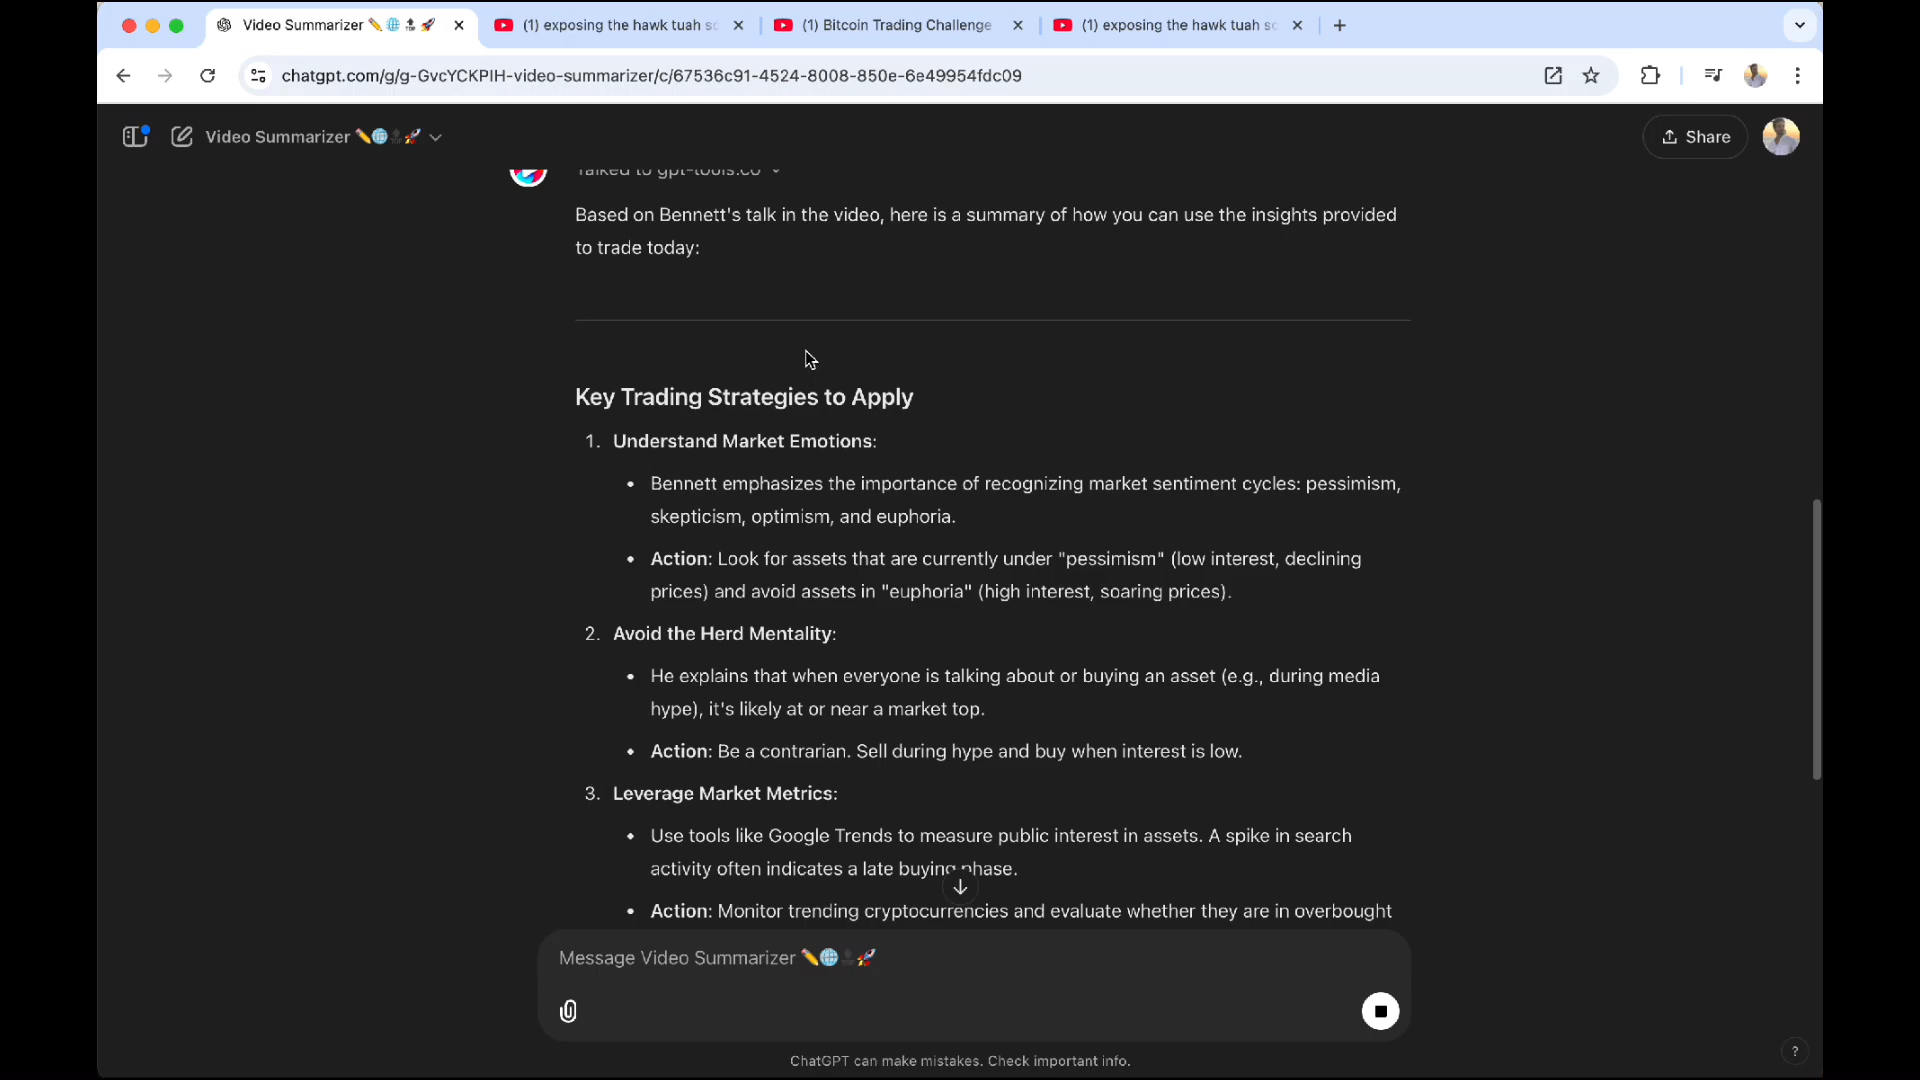 Video Summarizer ✏️🌐🔝🚀
(1) exposing the hawk tuah sc
(1) Bitcoin Trading Challenge
(1) exposing the hawk tuah sc
chatgpt.com/g/g-GvcYCKPIH-video-summarizer/c/67536c91-4524-8008-850e-6e49954fdc09
Video Summarizer ✏️🌐🔝🚀
Share
Talked to gpt-tools.co
Based on Bennett's talk in the video, here is a summary of how you can use the insights provided
to trade today:
Key Trading Strategies to Apply
1. Understand Market Emotions:
• Bennett emphasizes the importance of recognizing market sentiment cycles: pessimism,
skepticism, optimism, and euphoria.
• Action: Look for assets that are currently under "pessimism" (low interest, declining
prices) and avoid assets in "euphoria" (high interest, soaring prices).
2. Avoid the Herd Mentality:
• He explains that when everyone is talking about or buying an asset (e.g., during media
hype), it's likely at or near a market top.
• Action: Be a contrarian. Sell during hype and buy when interest is low.
3. Leverage Market Metrics:
• Use tools like Google Trends to measure public interest in assets. A spike in search
activity often indicates a late buying phase.
• Action: Monitor trending cryptocurrencies and evaluate whether they are in overbought
Message Video Summarizer ✏️🌐🔝🚀
ChatGPT can make mistakes. Check important info.
?